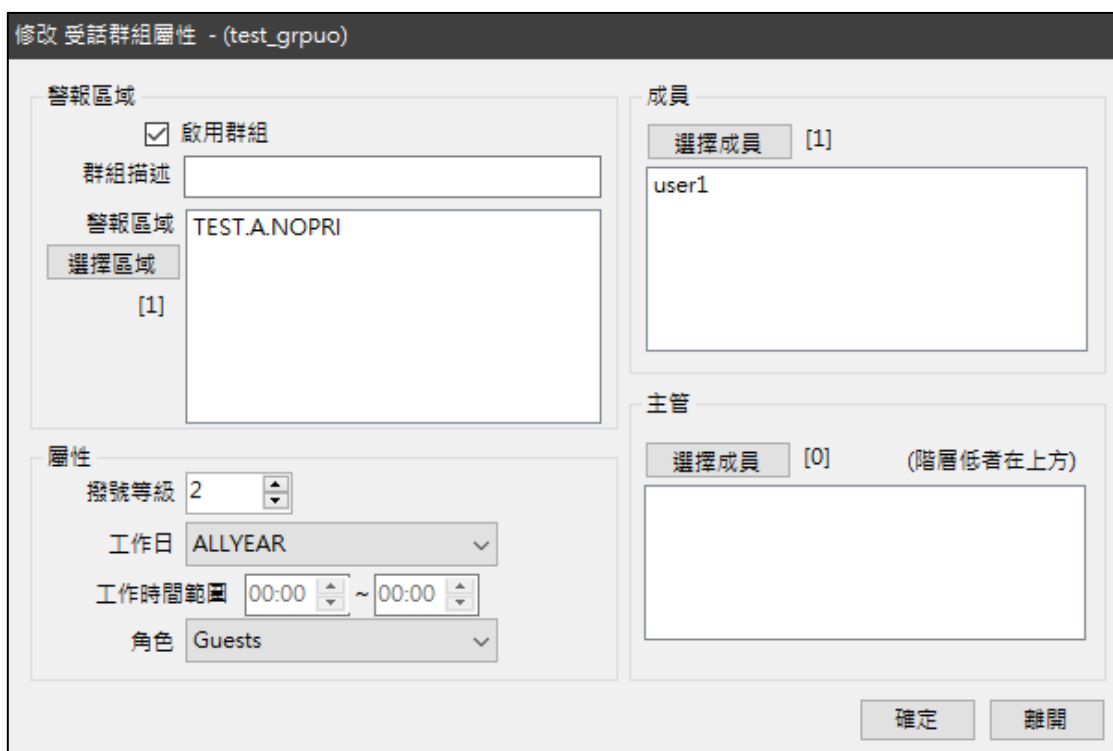 修改 受話群組屬性 - (test_grpuo)
警報區域
啟用群組
群組描述
警報區域
TEST.A.NOPRI
選擇區域
[1]
屬性
撥號等級 2
工作日 ALLYEAR
工作時間範圍 00:00 ~ 00:00
角色 Guests
成員
選擇成員 [1]
user1
主管
選擇成員 [0] (階層低者在上方)
確定 離開